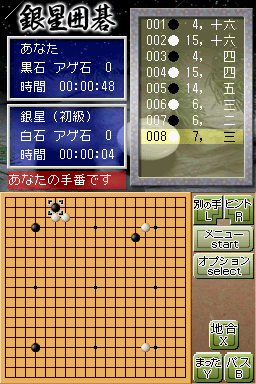 銀星囲碁
あなた
黒石 アゲ石 0
時間 00:00:48
銀星（初級）
白石 アゲ石 0
時間 00:00:04
あなたの手番です
001 4, 十六
002 15, 十六
003 4, 四
004 15, 四
005 14, 五
006 6, 三
007 6, 二
008 7, 三
別の手 L
ヒント R
メニュー start
オプション select
地合 X
まった Y
パス B